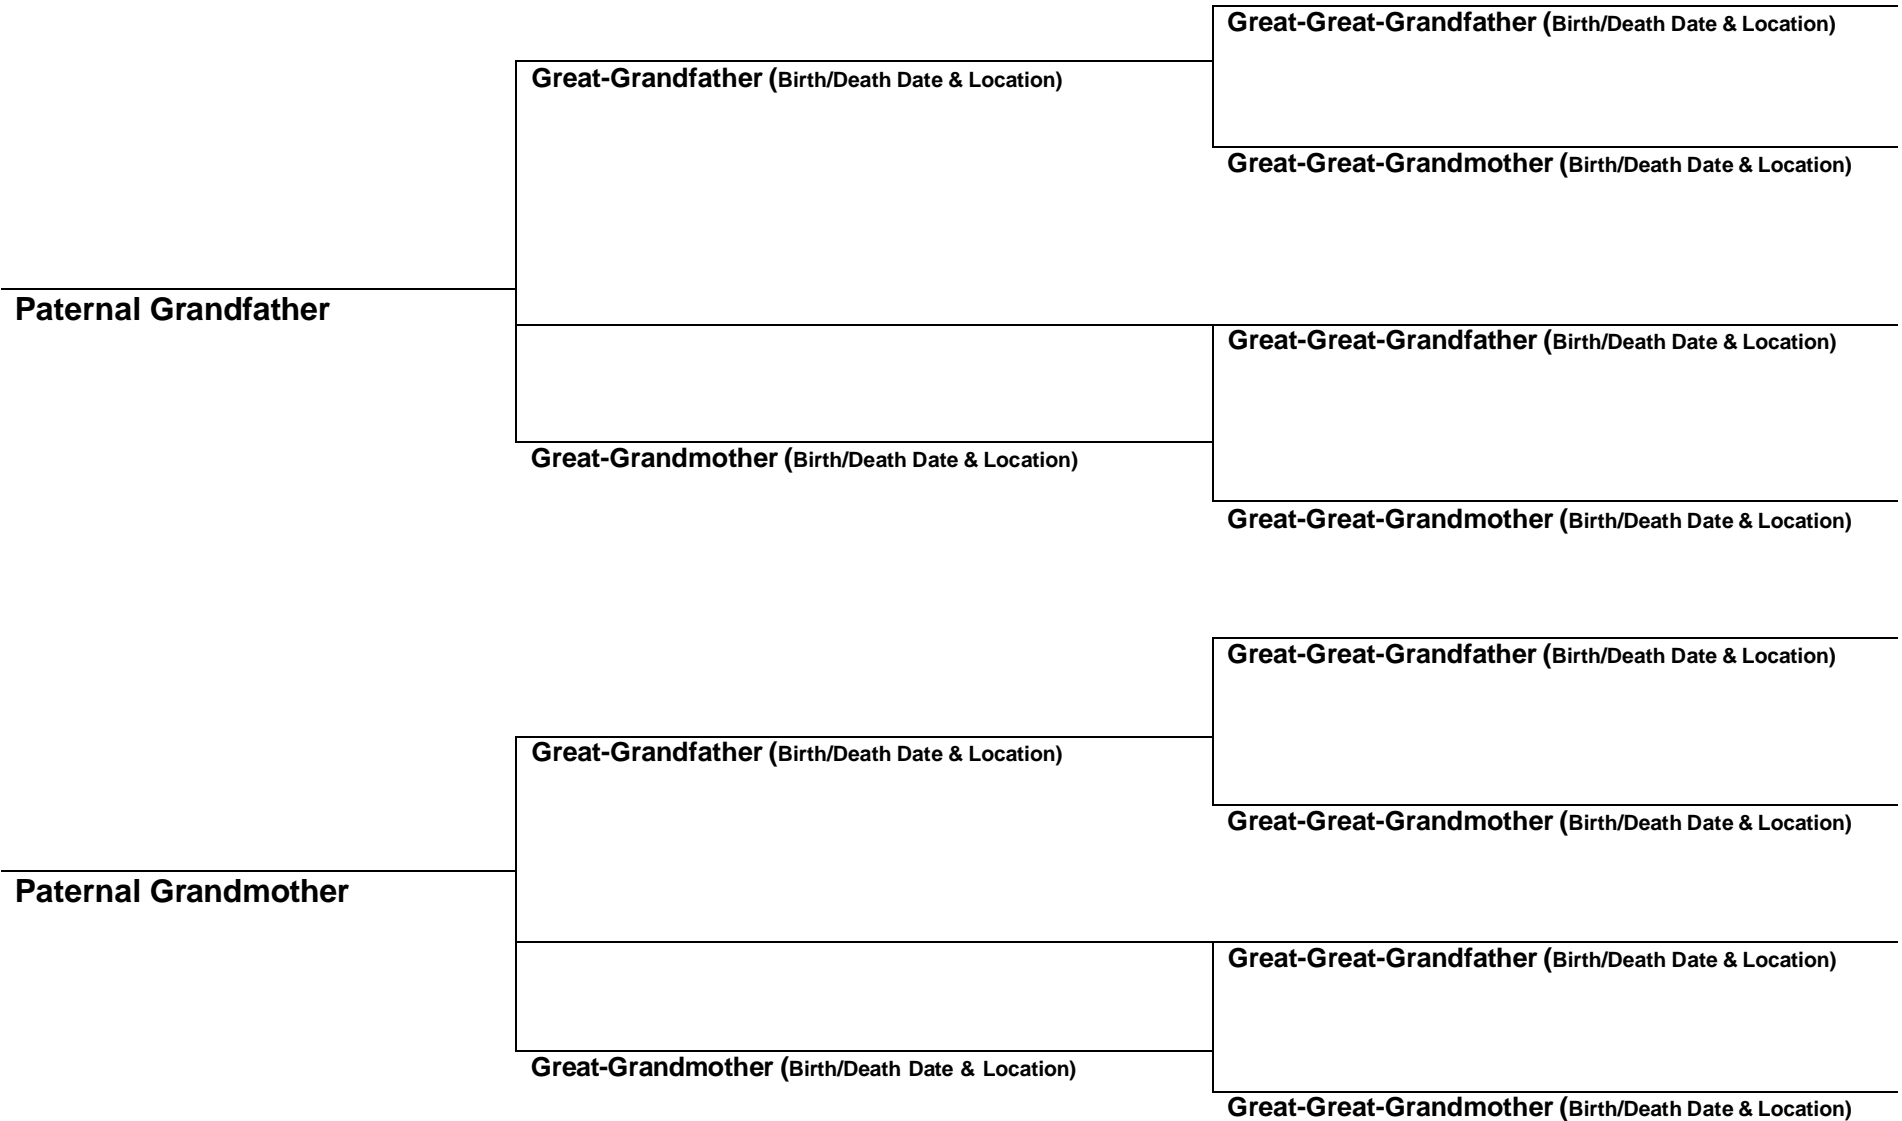 Great-Great-Grandfather (Birth/Death Date & Location)
Great-Grandfather (Birth/Death Date & Location)
Great-Great-Grandmother (Birth/Death Date & Location)
Paternal Grandfather
Great-Great-Grandfather (Birth/Death Date & Location)
Great-Grandmother (Birth/Death Date & Location)
Great-Great-Grandmother (Birth/Death Date & Location)
Great-Great-Grandfather (Birth/Death Date & Location)
Great-Grandfather (Birth/Death Date & Location)
Great-Great-Grandmother (Birth/Death Date & Location)
Paternal Grandmother
Great-Great-Grandfather (Birth/Death Date & Location)
Great-Grandmother (Birth/Death Date & Location)
Great-Great-Grandmother (Birth/Death Date & Location)